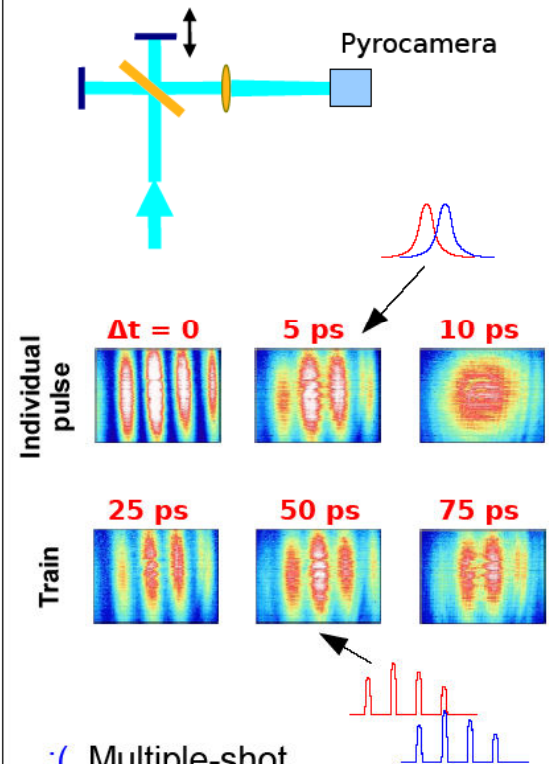 Pyrocamera
Δt = 0 5 ps 10 ps
Individual
pulse
25 ps 50 ps 75 ps
Train
:( Multiple-shot